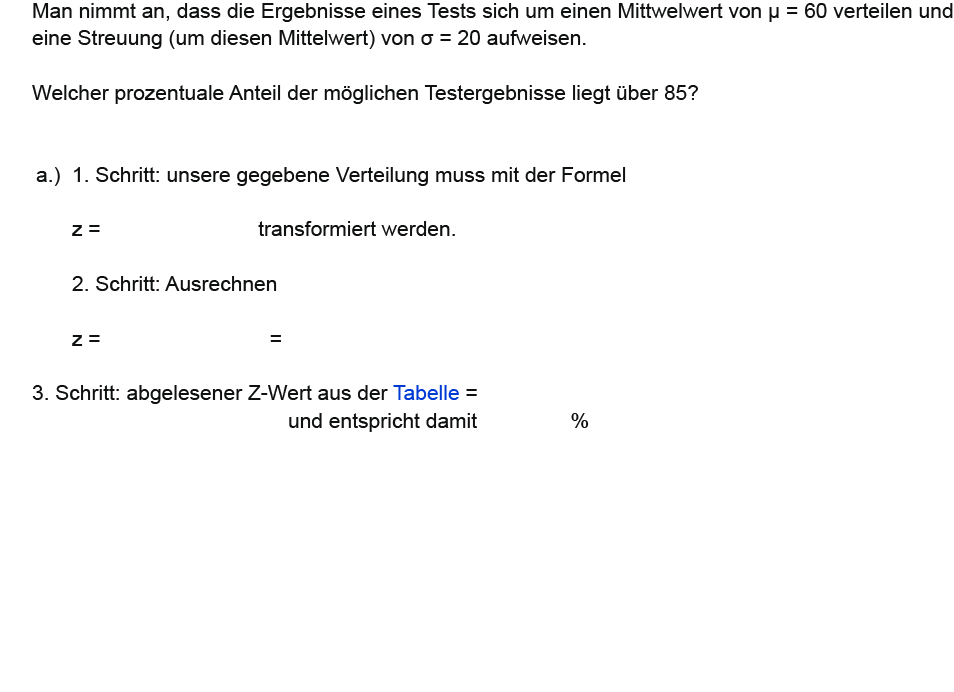 Man nimmt an, dass die Ergebnisse eines Tests sich um einen Mittwelwert von μ = 60 verteilen und
eine Streuung (um diesen Mittelwert) von σ = 20 aufweisen.
Welcher prozentuale Anteil der möglichen Testergebnisse liegt über 85?
a.) 1. Schritt: unsere gegebene Verteilung muss mit der Formel
z = transformiert werden.
2. Schritt: Ausrechnen
z = =
3. Schritt: abgelesener Z-Wert aus der Tabelle =
und entspricht damit %